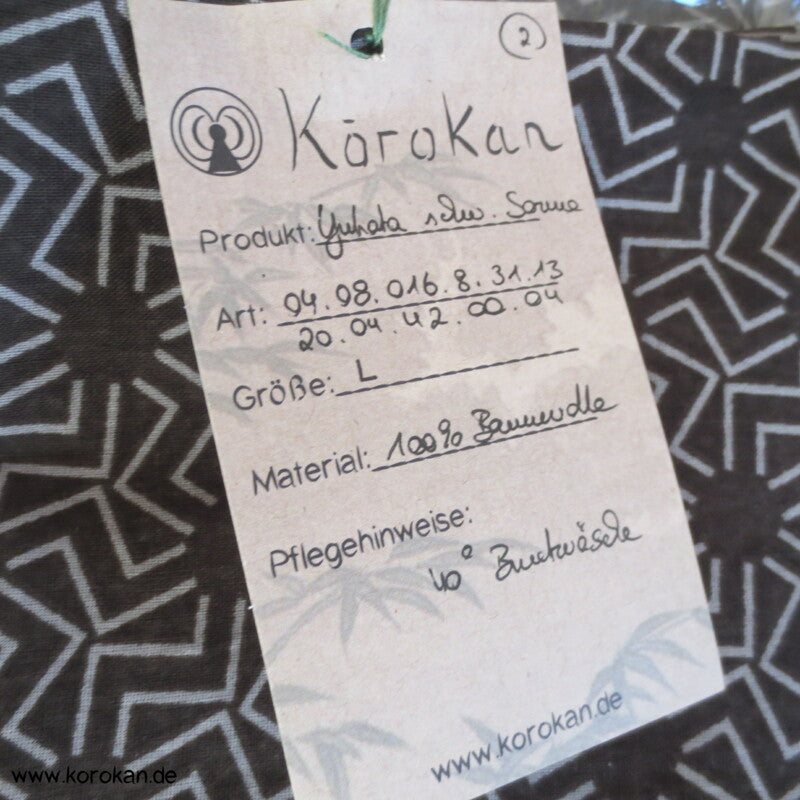 2
Kōrokan
Produkt: Yukata schw. Sonne
Art: 04.08.016.8.31.13
20.04.42.00.04
Größe: L
Material: 100% Baumwolle
Pflegehinweise:
40° Buntwäsche
www.korokan.de
www.korokan.de